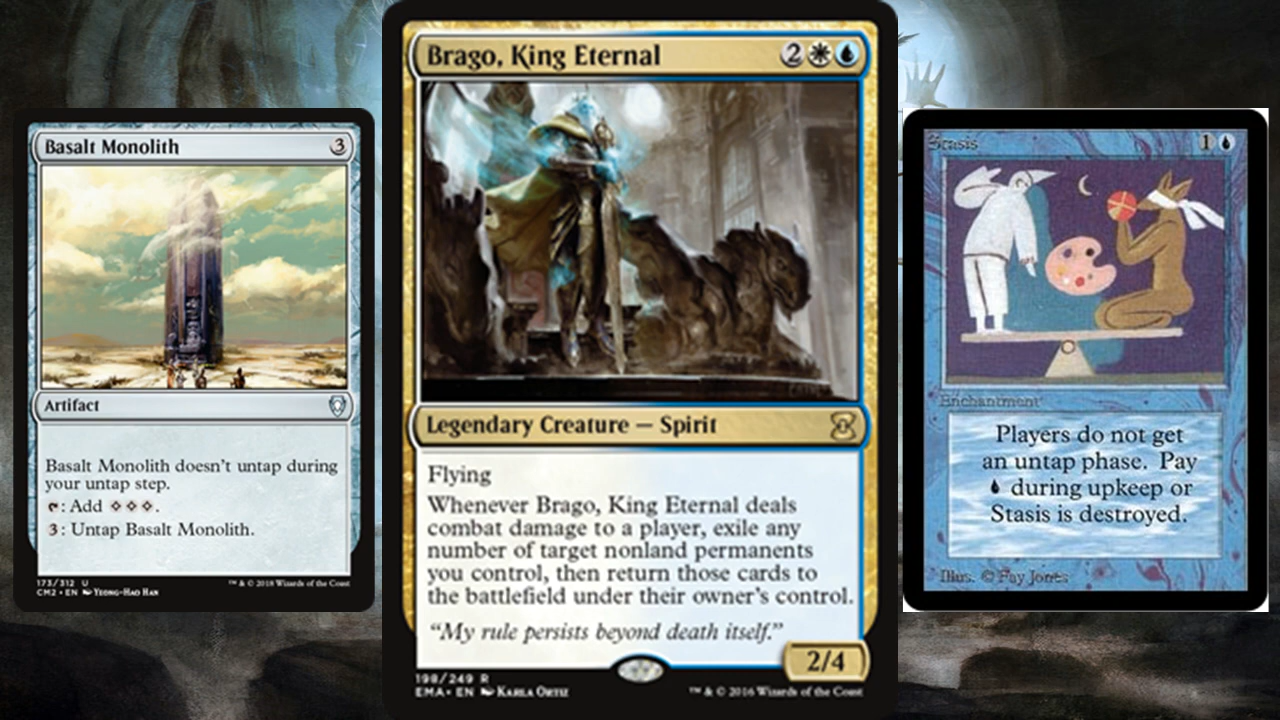 Basalt Monolith 3
Artifact
Basalt Monolith doesn't untap during
your untap step.
: Add .
3: Untap Basalt Monolith.
173/312 U
CM2 • EN Yeong-Hao Han
™ & © 2018 Wizards of the Coast
Brago, King Eternal 2
Legendary Creature — Spirit
Flying
Whenever Brago, King Eternal deals
combat damage to a player, exile any
number of target nonland permanents
you control, then return those cards to
the battlefield under their owner's control.
"My rule persists beyond death itself."
2/4
198/249 R
EMA • EN Karla Ortiz
™ & © 2016 Wizards of the Coast
Stasis 1
Enchantment
Players do not get
an untap phase. Pay
during upkeep or
Stasis is destroyed.
Illus. © Fay Jones